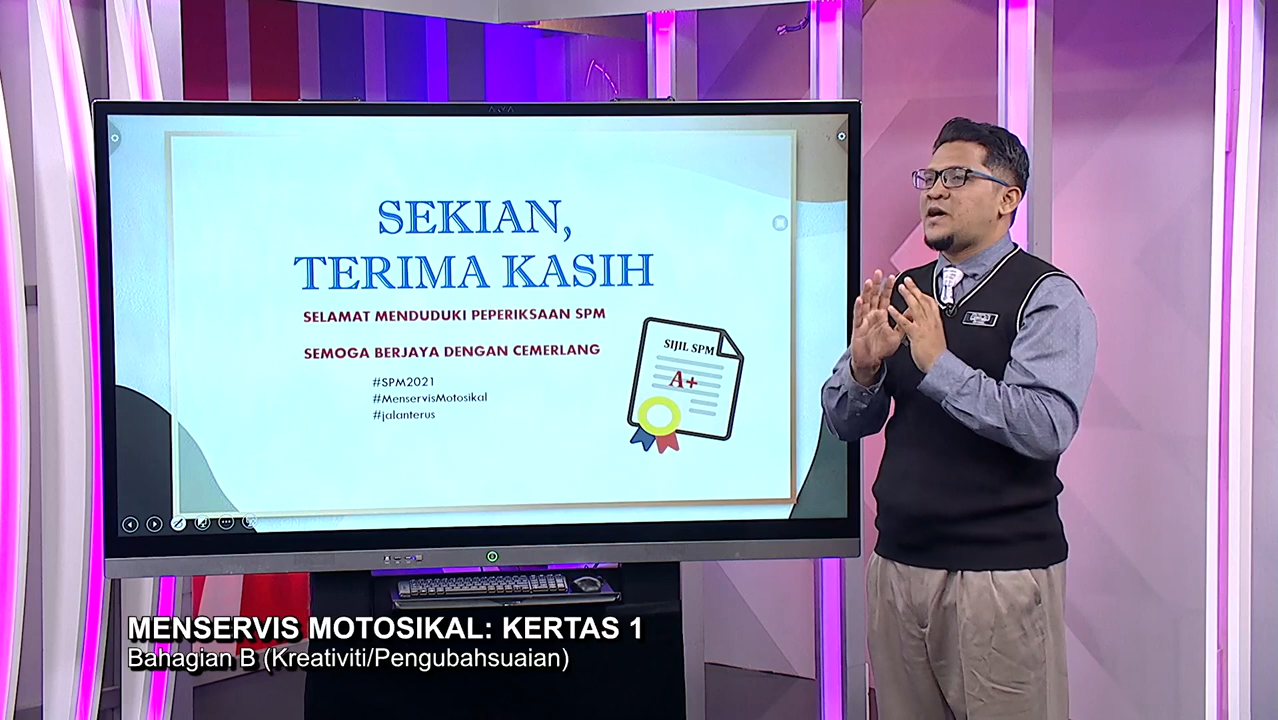 SEKIAN,
TERIMA KASIH
SELAMAT MENDUDUKI PEPERIKSAAN SPM
SEMOGA BERJAYA DENGAN CEMERLANG
#SPM2021
#MenservisMotosikal
#jalanterus
SIJIL SPM
A+
MENSERVIS MOTOSIKAL: KERTAS 1
Bahagian B (Kreativiti/Pengubahsuaian)